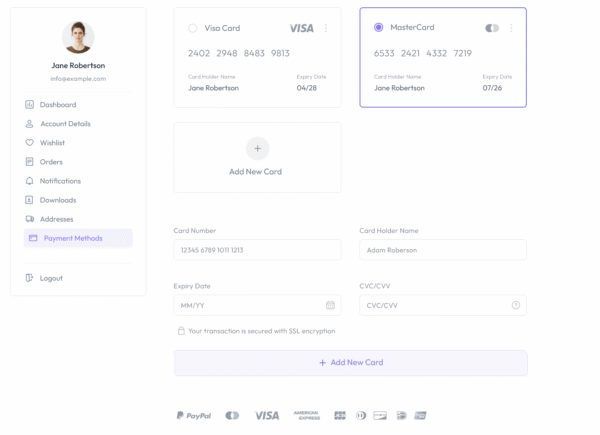 Jane Robertson
info@example.com
Dashboard
Account Details
Wishlist
Orders
Notifications
Downloads
Addresses
Payment Methods
Logout
Visa Card VISA
2402 2948 8483 9813
Card Holder Name Expiry Date
Jane Robertson 04/28
MasterCard
6533 2421 4332 7219
Card Holder Name Expiry Date
Jane Robertson 07/26
Add New Card
Card Number Card Holder Name
12345 6789 1011 1213 Adam Roberson
Expiry Date CVC/CVV
MM/YY CVC/CVV
Your transaction is secured with SSL encryption
+ Add New Card
PayPal VISA AMERICAN EXPRESS JCB